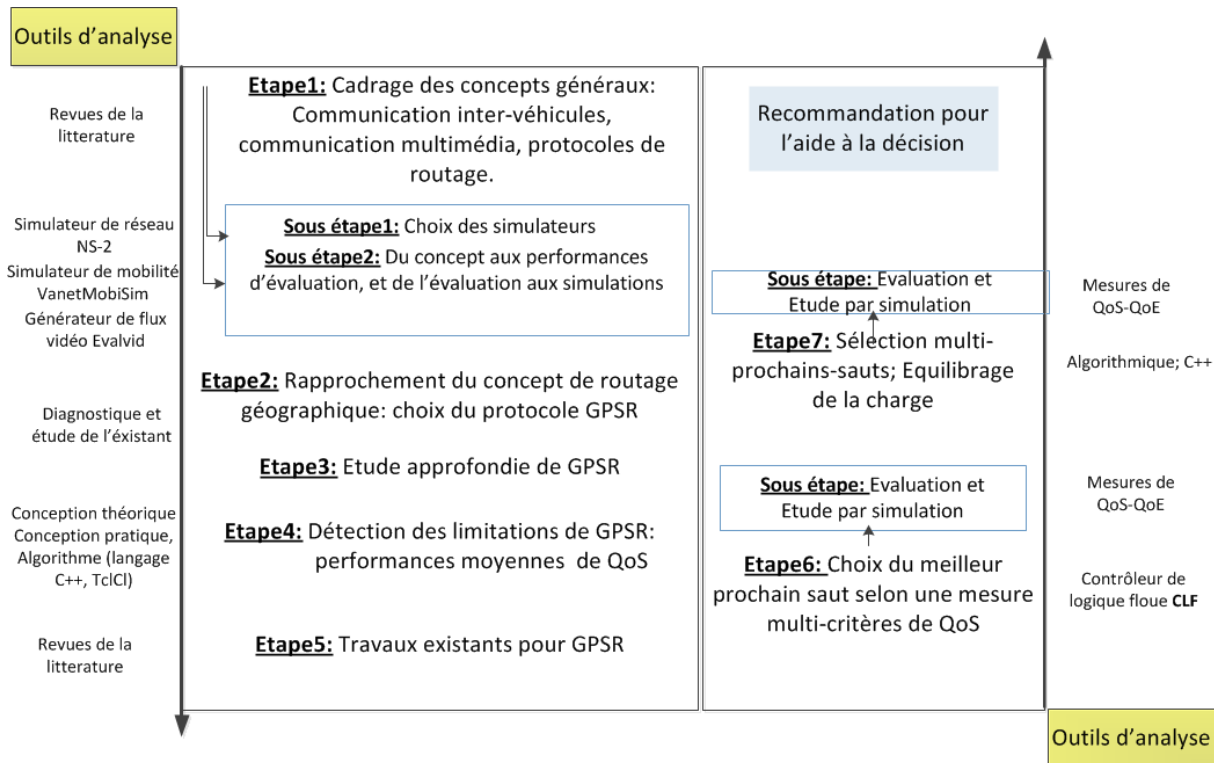 Outils d'analyse
Revues de la
litterature
Simulateur de réseau
NS-2
Simulateur de mobilité
VanetMobiSim
Générateur de flux
vidéo Evalvid
Diagnostique et
étude de l'éxistant
Conception théorique
Conception pratique,
Algorithme (langage
C++, TclCl)
Revues de la
litterature
Etape1: Cadrage des concepts généraux:
Communication inter-véhicules,
communication multimédia, protocoles de
routage.
Sous étape1: Choix des simulateurs
Sous étape2: Du concept aux performances
d'évaluation, et de l'évaluation aux simulations
Etape2: Rapprochement du concept de routage
géographique: choix du protocole GPSR
Etape3: Etude approfondie de GPSR
Etape4: Détection des limitations de GPSR:
performances moyennes de QoS
Etape5: Travaux existants pour GPSR
Recommandation pour
l'aide à la décision
Sous étape: Evaluation et
Etude par simulation
Etape7: Sélection multi-
prochains-sauts; Equilibrage
de la charge
Sous étape: Evaluation et
Etude par simulation
Etape6: Choix du meilleur
prochain saut selon une mesure
multi-critères de QoS
Mesures de
QoS-QoE
Algorithmique; C++
Mesures de
QoS-QoE
Contrôleur de
logique floue CLF
Outils d'analyse